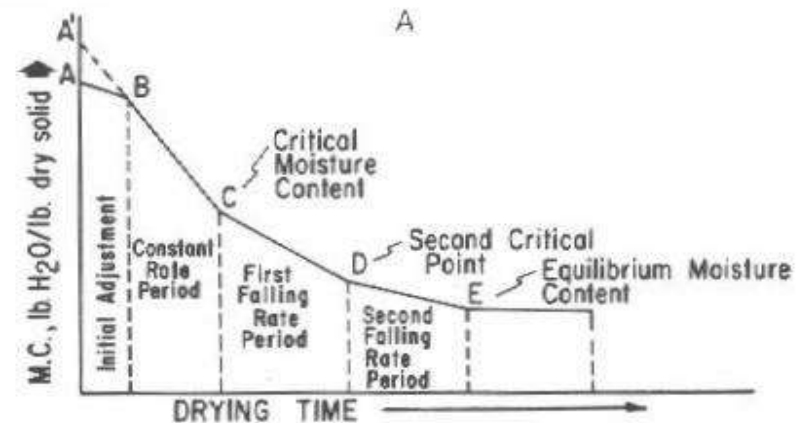 A
A'
A
B
Critical
Moisture
Content
C
Second Critical
Point
D
Equilibrium Moisture
Content
E
M.C., lb. H₂O/lb. dry solid
Initial Adjustment
Constant
Rate
Period
First
Falling
Rate
Period
Second
Falling
Rate
Period
DRYING TIME